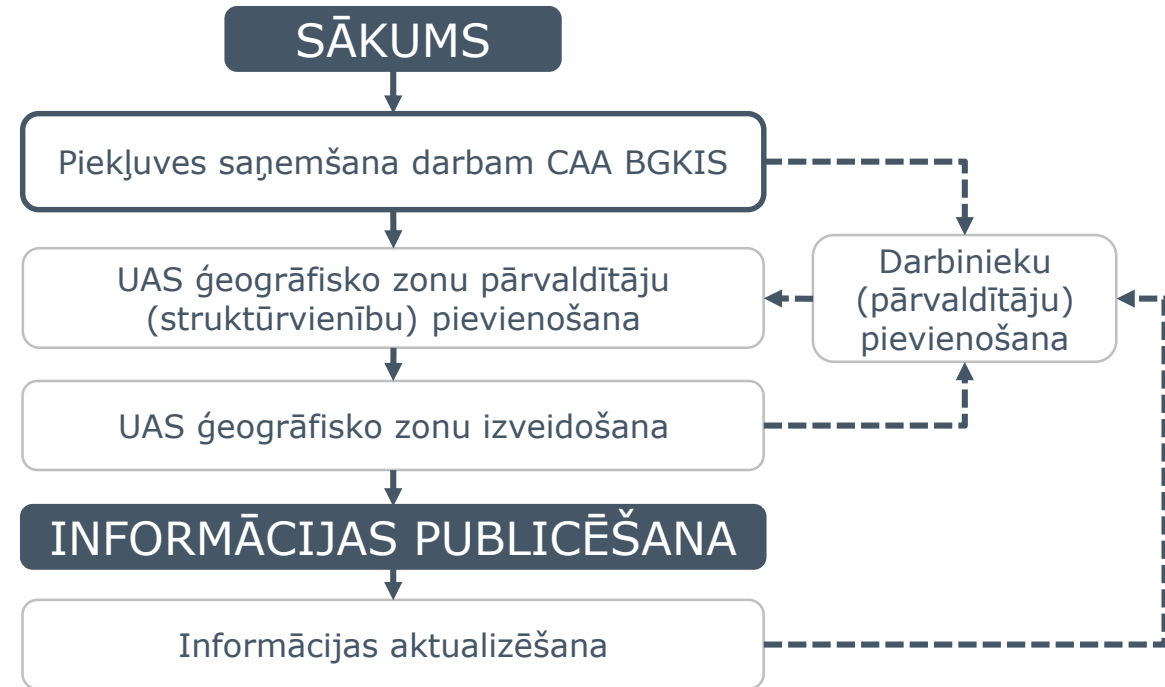 SĀKUMS
Piekļuves saņemšana darbam CAA BGKIS
UAS ģeogrāfisko zonu pārvaldītāju
(struktūrvienību) pievienošana
Darbinieku
(pārvaldītāju)
pievienošana
UAS ģeogrāfisko zonu izveidošana
INFORMĀCIJAS PUBLICĒŠANA
Informācijas aktualizēšana